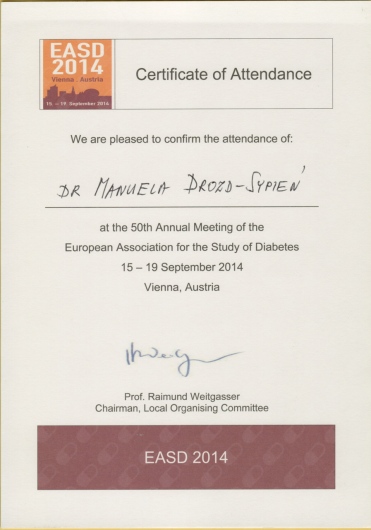 EASD
2014
Vienna . Austria
15 – 19 September 2014
Certificate of Attendance
We are pleased to confirm the attendance of:
DR MANUELA DROZD-SYPIEŃ
at the 50th Annual Meeting of the
European Association for the Study of Diabetes
15 – 19 September 2014
Vienna, Austria
Prof. Raimund Weitgasser
Chairman, Local Organising Committee
EASD 2014